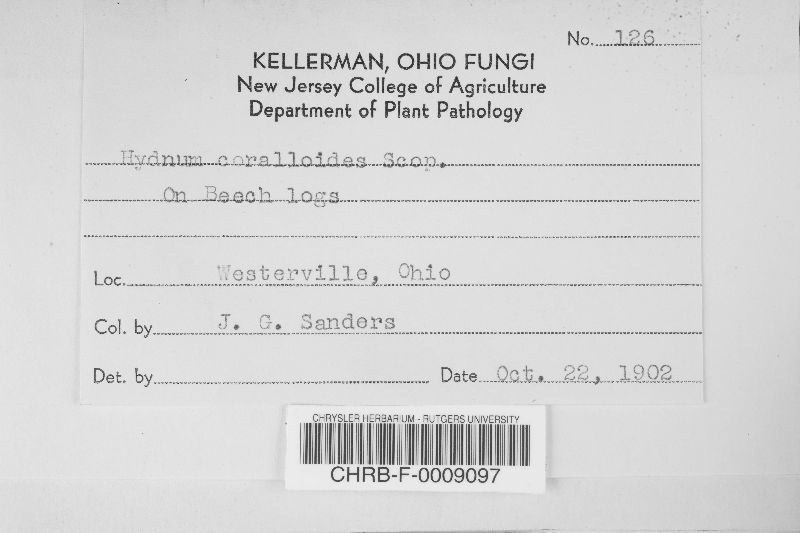 No. 126
KELLERMAN, OHIO FUNGI
New Jersey College of Agriculture
Department of Plant Pathology
Hydnum coralloides Scop.
On Beech logs
Loc. Westerville, Ohio
Col. by J. G. Sanders
Det. by Date Oct. 22, 1902
CHRYSLER HERBARIUM - RUTGERS UNIVERSITY
CHRB-F-0009097